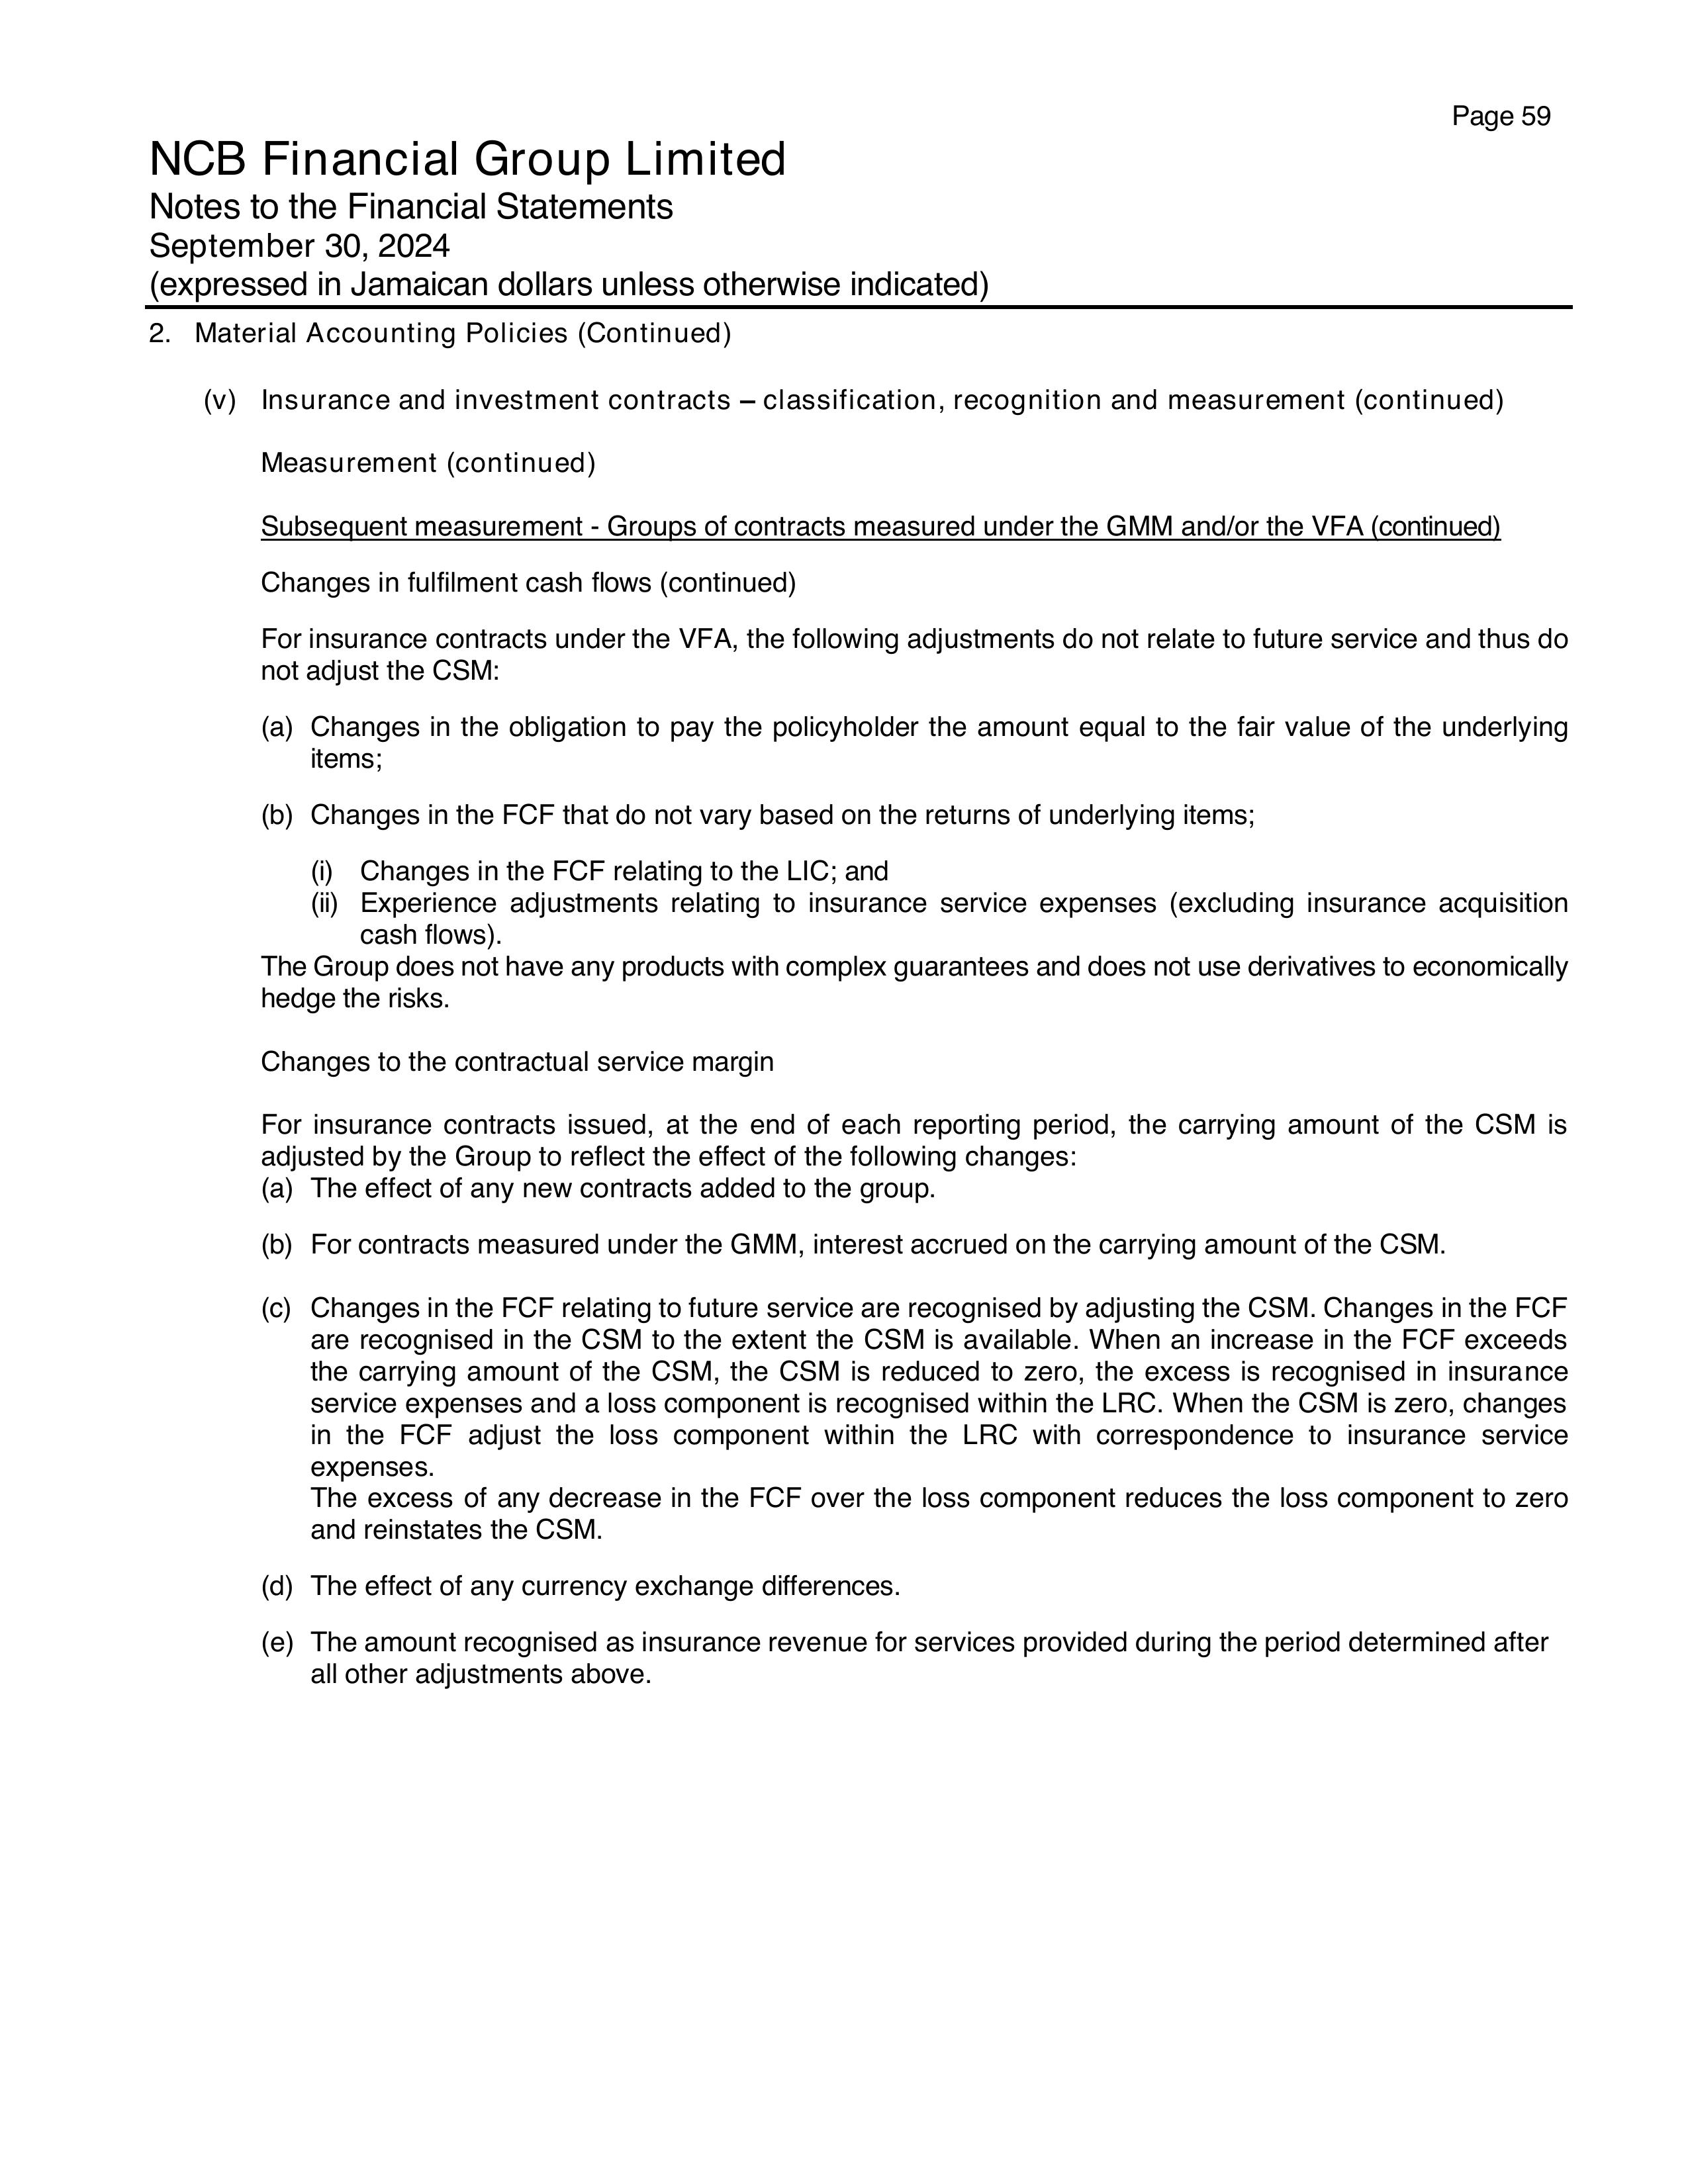 Page 59
NCB Financial Group Limited
Notes to the Financial Statements
September 30, 2024
(expressed in Jamaican dollars unless otherwise indicated)
2. Material Accounting Policies (Continued)
(v) Insurance and investment contracts – classification, recognition and measurement (continued)
Measurement (continued)
Subsequent measurement - Groups of contracts measured under the GMM and/or the VFA (continued)
Changes in fulfilment cash flows (continued)
For insurance contracts under the VFA, the following adjustments do not relate to future service and thus do
not adjust the CSM:
(a) Changes in the obligation to pay the policyholder the amount equal to the fair value of the underlying
items;
(b) Changes in the FCF that do not vary based on the returns of underlying items;
(i) Changes in the FCF relating to the LIC; and
(ii) Experience adjustments relating to insurance service expenses (excluding insurance acquisition
cash flows).
The Group does not have any products with complex guarantees and does not use derivatives to economically
hedge the risks.
Changes to the contractual service margin
For insurance contracts issued, at the end of each reporting period, the carrying amount of the CSM is
adjusted by the Group to reflect the effect of the following changes:
(a) The effect of any new contracts added to the group.
(b) For contracts measured under the GMM, interest accrued on the carrying amount of the CSM.
(c) Changes in the FCF relating to future service are recognised by adjusting the CSM. Changes in the FCF
are recognised in the CSM to the extent the CSM is available. When an increase in the FCF exceeds
the carrying amount of the CSM, the CSM is reduced to zero, the excess is recognised in insurance
service expenses and a loss component is recognised within the LRC. When the CSM is zero, changes
in the FCF adjust the loss component within the LRC with correspondence to insurance service
expenses.
The excess of any decrease in the FCF over the loss component reduces the loss component to zero
and reinstates the CSM.
(d) The effect of any currency exchange differences.
(e) The amount recognised as insurance revenue for services provided during the period determined after
all other adjustments above.